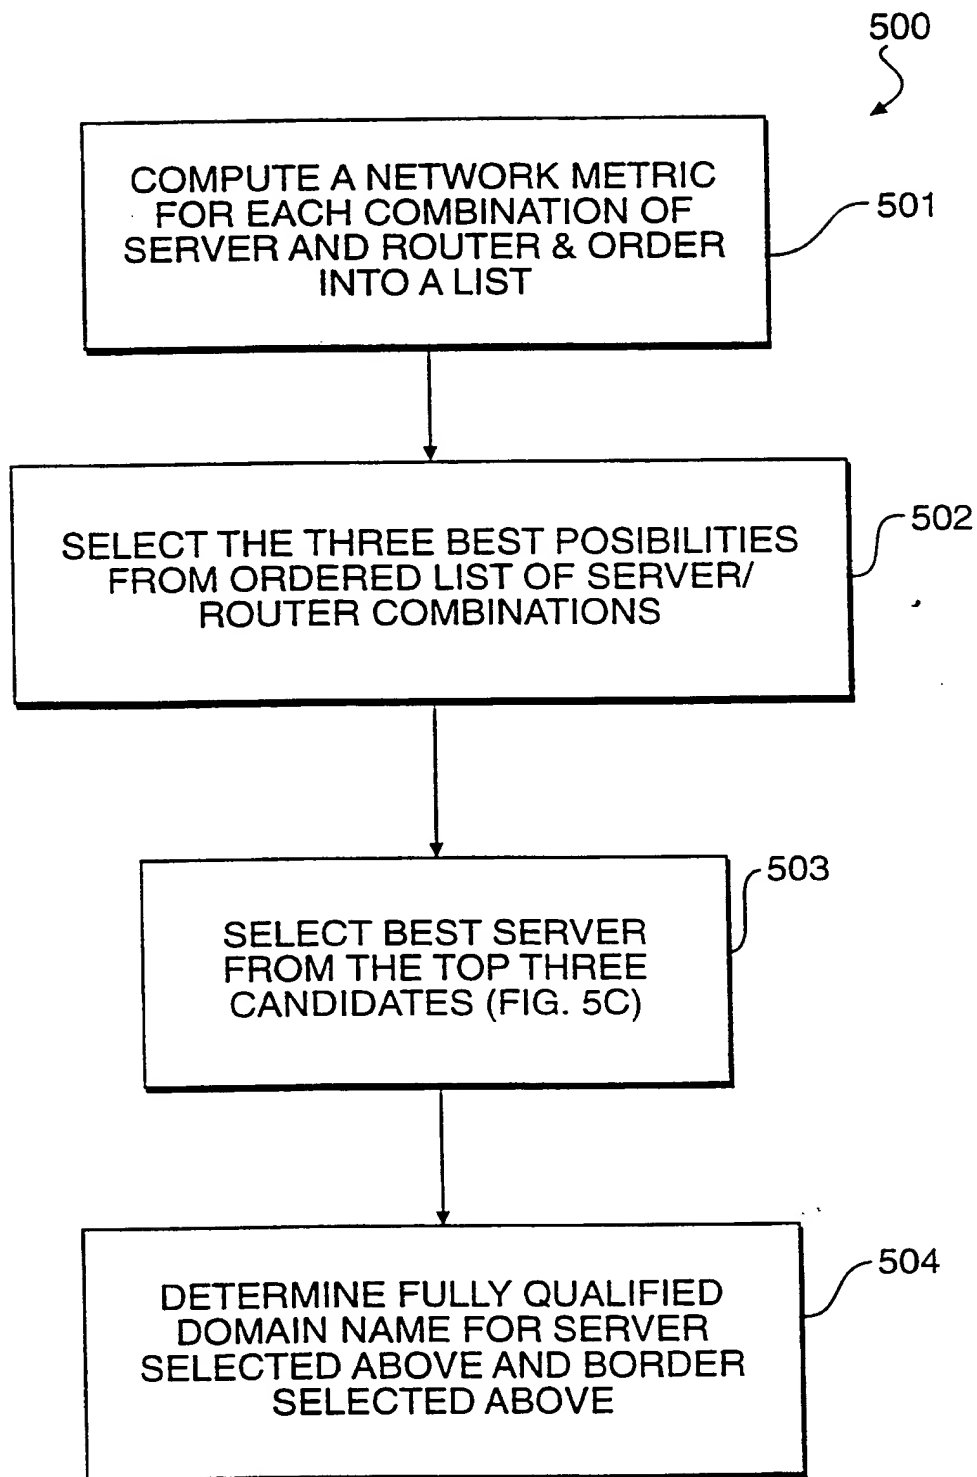 500
COMPUTE A NETWORK METRIC
FOR EACH COMBINATION OF
SERVER AND ROUTER & ORDER
INTO A LIST
501
SELECT THE THREE BEST POSIBILITIES
FROM ORDERED LIST OF SERVER/
ROUTER COMBINATIONS
502
SELECT BEST SERVER
FROM THE TOP THREE
CANDIDATES (FIG. 5C)
503
DETERMINE FULLY QUALIFIED
DOMAIN NAME FOR SERVER
SELECTED ABOVE AND BORDER
SELECTED ABOVE
504